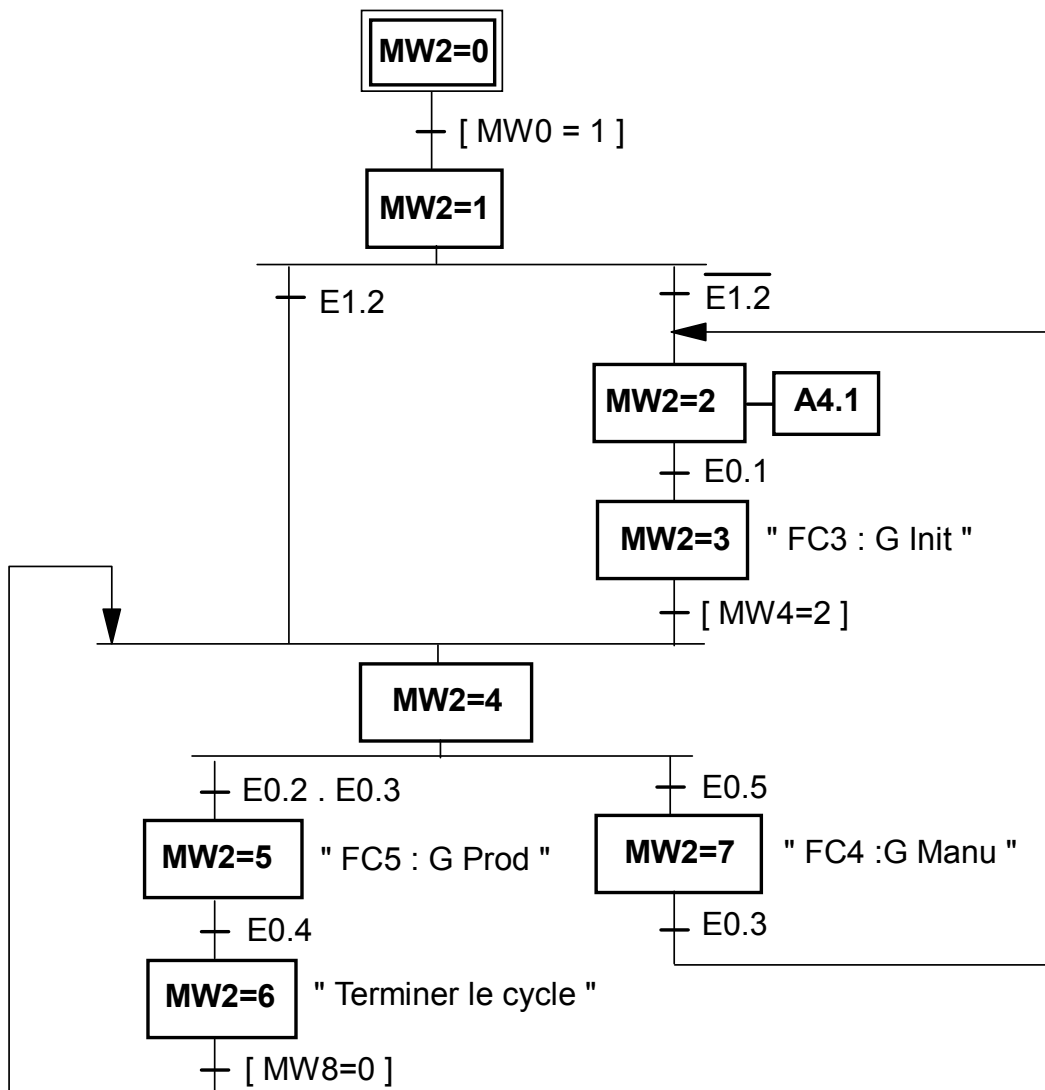 MW2=0
[ MW0 = 1 ]
MW2=1
E1.2
E1.2
MW2=2
A4.1
E0.1
MW2=3
" FC3 : G Init "
[ MW4=2 ]
MW2=4
E0.2 . E0.3
E0.5
MW2=5
" FC5 : G Prod "
MW2=7
" FC4 :G Manu "
E0.4
E0.3
MW2=6
" Terminer le cycle "
[ MW8=0 ]